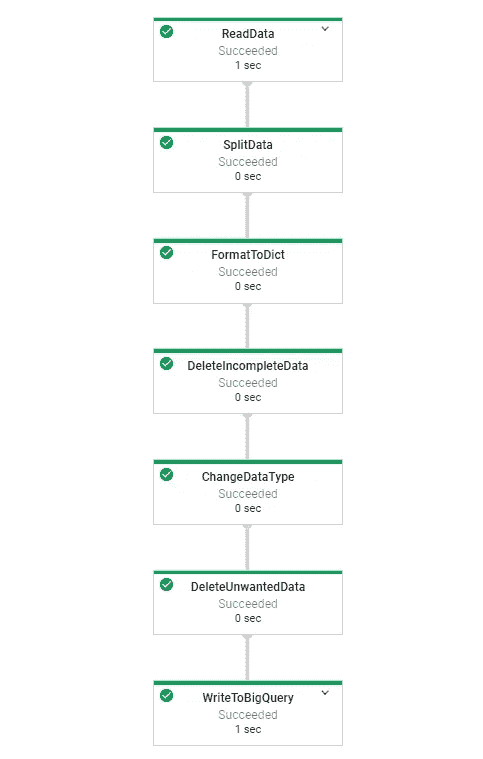 ReadData
Succeeded
1 sec
SplitData
Succeeded
0 sec
FormatToDict
Succeeded
0 sec
DeleteIncompleteData
Succeeded
0 sec
ChangeDataType
Succeeded
0 sec
DeleteUnwantedData
Succeeded
0 sec
WriteToBigQuery
Succeeded
1 sec